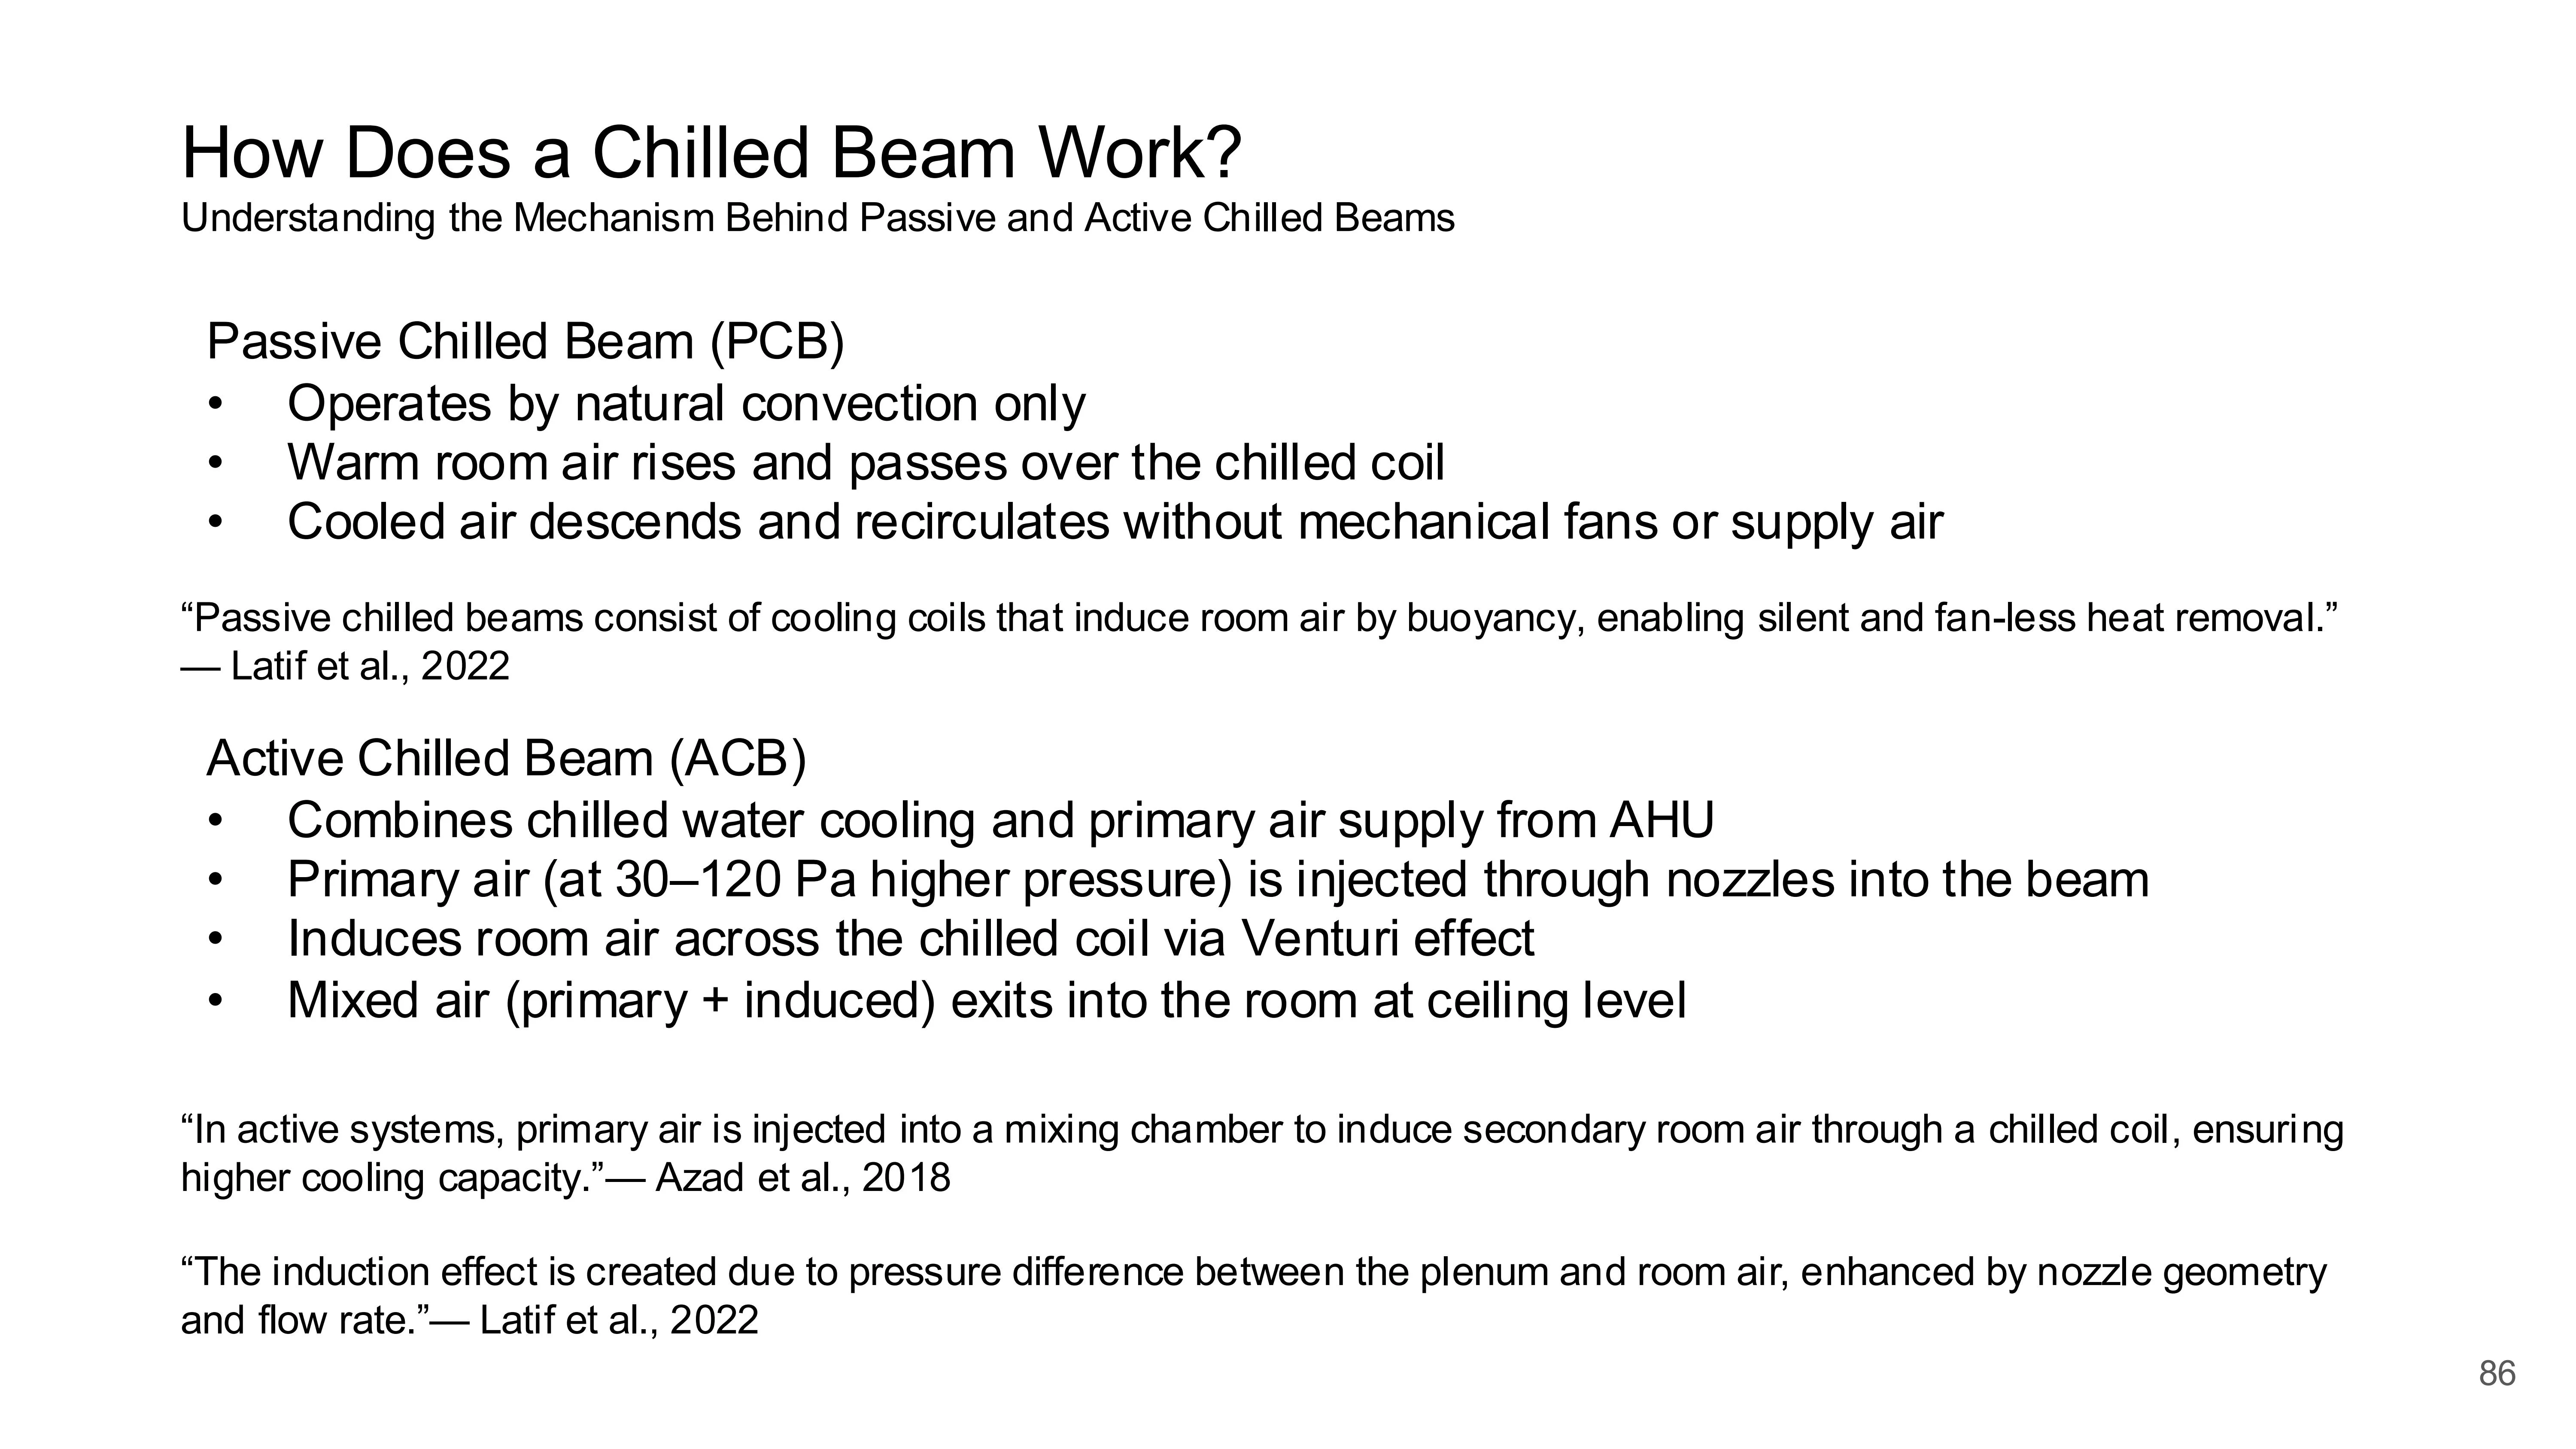 How Does a Chilled Beam Work?
Understanding the Mechanism Behind Passive and Active Chilled Beams
Passive Chilled Beam (PCB)
• Operates by natural convection only
• Warm room air rises and passes over the chilled coil
• Cooled air descends and recirculates without mechanical fans or supply air
“Passive chilled beams consist of cooling coils that induce room air by buoyancy, enabling silent and fan-less heat removal.”
— Latif et al., 2022
Active Chilled Beam (ACB)
• Combines chilled water cooling and primary air supply from AHU
• Primary air (at 30–120 Pa higher pressure) is injected through nozzles into the beam
• Induces room air across the chilled coil via Venturi effect
• Mixed air (primary + induced) exits into the room at ceiling level
“In active systems, primary air is injected into a mixing chamber to induce secondary room air through a chilled coil, ensuring
higher cooling capacity.”— Azad et al., 2018
“The induction effect is created due to pressure difference between the plenum and room air, enhanced by nozzle geometry
and flow rate.”— Latif et al., 2022
86